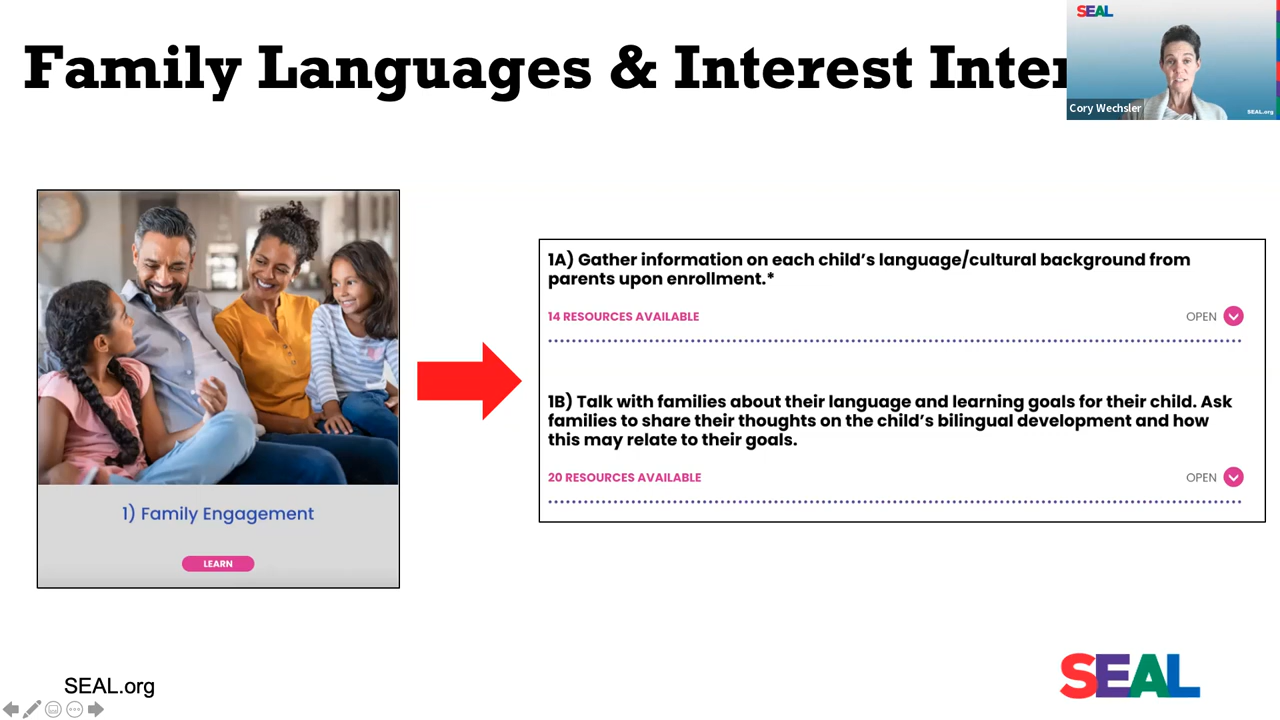 Family Languages & Interest Inter
SEAL
Cory Wechsler
SEAL.org
1A) Gather information on each child's language/cultural background from
parents upon enrollment.*
14 RESOURCES AVAILABLE
OPEN
1B) Talk with families about their language and learning goals for their child. Ask
families to share their thoughts on the child's bilingual development and how
this may relate to their goals.
20 RESOURCES AVAILABLE
OPEN
1) Family Engagement
LEARN
SEAL.org
SEAL